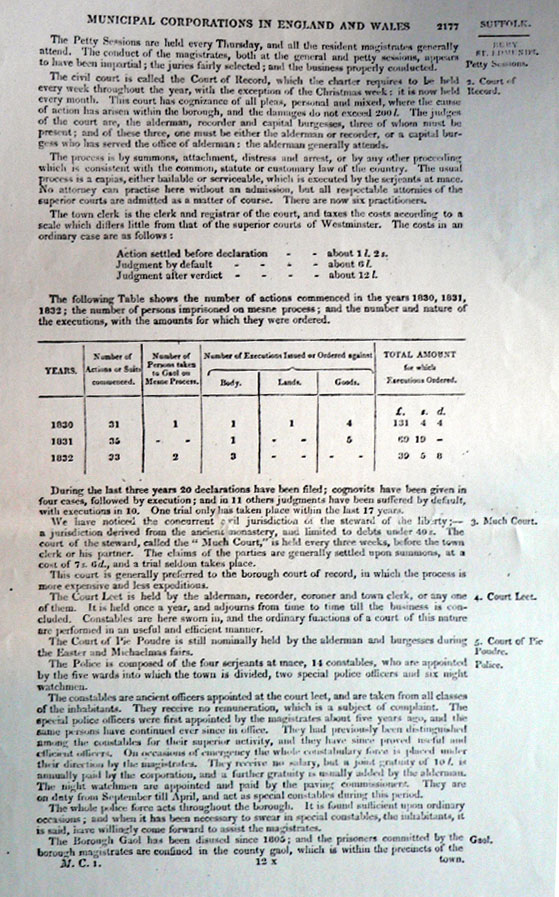 MUNICIPAL CORPORATIONS IN ENGLAND AND WALES 2177
SUFFOLK.
BURY
ST. EDMUNDS.
The Petty Sessions are held every Thursday, and all the resident magistrates generally
attend. The conduct of the magistrates, both at the general and petty sessions, appears
to have been impartial; the juries fairly selected; and the business properly conducted.
Petty Sessions.
The civil court is called the Court of Record, which the charter requires to be held
2. Court of
every week throughout the year, with the exception of the Christmas week: it is now held
Record.
every month. This court has cognizance of all pleas, personal and mixed, where the cause
of action has arisen within the borough, and the damages do not exceed 200l. The judges
of the court are, the alderman, recorder and capital burgesses, three of whom must be
present; and of these three, one must be either the alderman or recorder, or a capital bur-
gess who has served the office of alderman: the alderman generally attends.
The process is by summons, attachment, distress and arrest, or by any other proceeding
which is consistent with the common, statute or customary law of the country. The usual
process is a capias, either bailable or serviceable, which is executed by the serjeants at mace.
No attorney can practise here without an admission, but all respectable attornies of the
superior courts are admitted as a matter of course. There are now six practitioners.
The town clerk is the clerk and registrar of the court, and taxes the costs according to a
scale which differs little from that of the superior courts of Westminster. The costs in an
ordinary case are as follows:
Action settled before declaration - - about 1l. 2s.
Judgment by default - - - - about 6l.
Judgment after verdict - - - - about 12l.
The following Table shows the number of actions commenced in the years 1830, 1831,
1832; the number of persons imprisoned on mesne process; and the number and nature of
the executions, with the amounts for which they were ordered.
YEARS.
Number of
Actions or Suits
commenced.
Number of
Persons taken
to Gaol on
Mesne Process.
Number of Executions Issued or Ordered against
Body. Lands. Goods.
TOTAL AMOUNT
for which
Executions Ordered.
£. s. d.
1830 31 1 1 1 4 131 4 4
1831 35 - - 1 - - 5 69 19 -
1832 33 2 3 - - - - 39 5 8
During the last three years 20 declarations have been filed; cognovits have been given in
four cases, followed by execution; and in 11 others judgments have been suffered by default,
with executions in 10. One trial only has taken place within the last 17 years.
We have noticed the concurrent civil jurisdiction of the steward of the liberty;—
3. Much Court.
a jurisdiction derived from the ancient monastery, and limited to debts under 40s. The
court of the steward, called the "Much Court," is held every three weeks, before the town
clerk or his partner. The claims of the parties are generally settled upon summons, at a
cost of 7s. 6d., and a trial seldom takes place.
This court is generally preferred to the borough court of record, in which the process is
more expensive and less expeditious.
The Court Leet is held by the alderman, recorder, coroner and town clerk, or any one
4. Court Leet.
of them. It is held once a year, and adjourns from time to time till the business is con-
cluded. Constables are here sworn in, and the ordinary functions of a court of this nature
are performed in an useful and efficient manner.
The Court of Pie Poudre is still nominally held by the alderman and burgesses during
5. Court of Pie
the Easter and Michaelmas fairs.
Poudre.
The Police is composed of the four serjeants at mace, 14 constables, who are appointed
Police.
by the five wards into which the town is divided, two special police officers and six night
watchmen.
The constables are ancient officers appointed at the court leet, and are taken from all classes
of the inhabitants. They receive no remuneration, which is a subject of complaint. The
special police officers were first appointed by the magistrates about five years ago, and the
same persons have continued ever since in office. They had previously been distinguished
among the constables for their superior activity, and they have since proved useful and
efficient officers. On occasions of emergency the whole constabulary force is placed under
their direction by the magistrates. They receive no salary, but a joint gratuity of 10l. is
annually paid by the corporation, and a further gratuity is usually added by the alderman.
The night watchmen are appointed and paid by the paving commissioners. They are
on duty from September till April, and act as special constables during this period.
The whole police force acts throughout the borough. It is found sufficient upon ordinary
occasions; and when it has been necessary to swear in special constables, the inhabitants, it
is said, have willingly come forward to assist the magistrates.
The Borough Gaol has been disused since 1805; and the prisoners committed by the
Gaol.
borough magistrates are confined in the county gaol, which is within the precincts of the
M. C. 1. 12 X town.